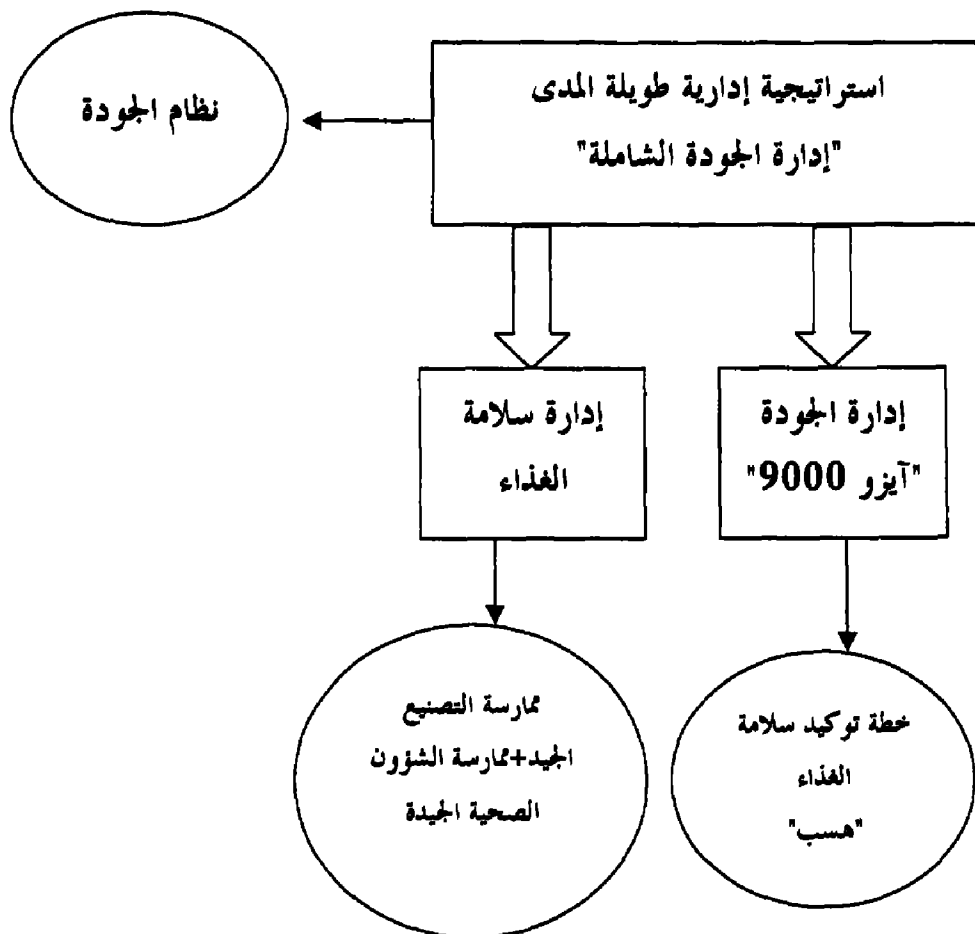 استراتيجية إدارية طويلة المدى
"إدارة الجودة الشاملة"
نظام الجودة
إدارة الجودة
"آيزو 9000"
إدارة سلامة
الغذاء
خطة توكيد سلامة
الغذاء
"هسب"
ممارسة التصنيع
الجيد+ممارسة الشؤون
الصحية الجيدة